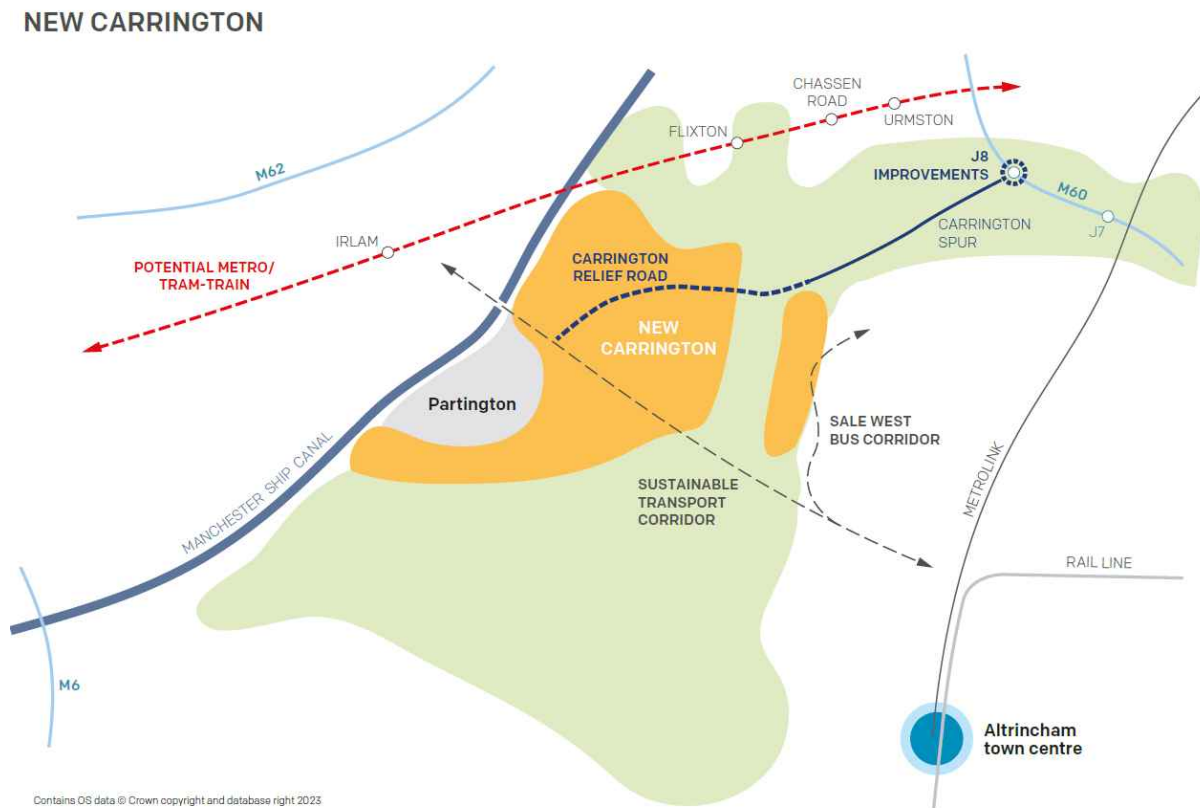 NEW CARRINGTON
CHASSEN
ROAD
FLIXTON
URMSTON
J8
IMPROVEMENTS
M62
M60
CARRINGTON
SPUR
J7
IRLAM
POTENTIAL METRO/
TRAM-TRAIN
CARRINGTON
RELIEF ROAD
NEW
CARRINGTON
Partington
SALE WEST
BUS CORRIDOR
MANCHESTER SHIP CANAL
SUSTAINABLE
TRANSPORT
CORRIDOR
METROLINK
RAIL LINE
M6
Altrincham
town centre
Contains OS data © Crown copyright and database right 2023